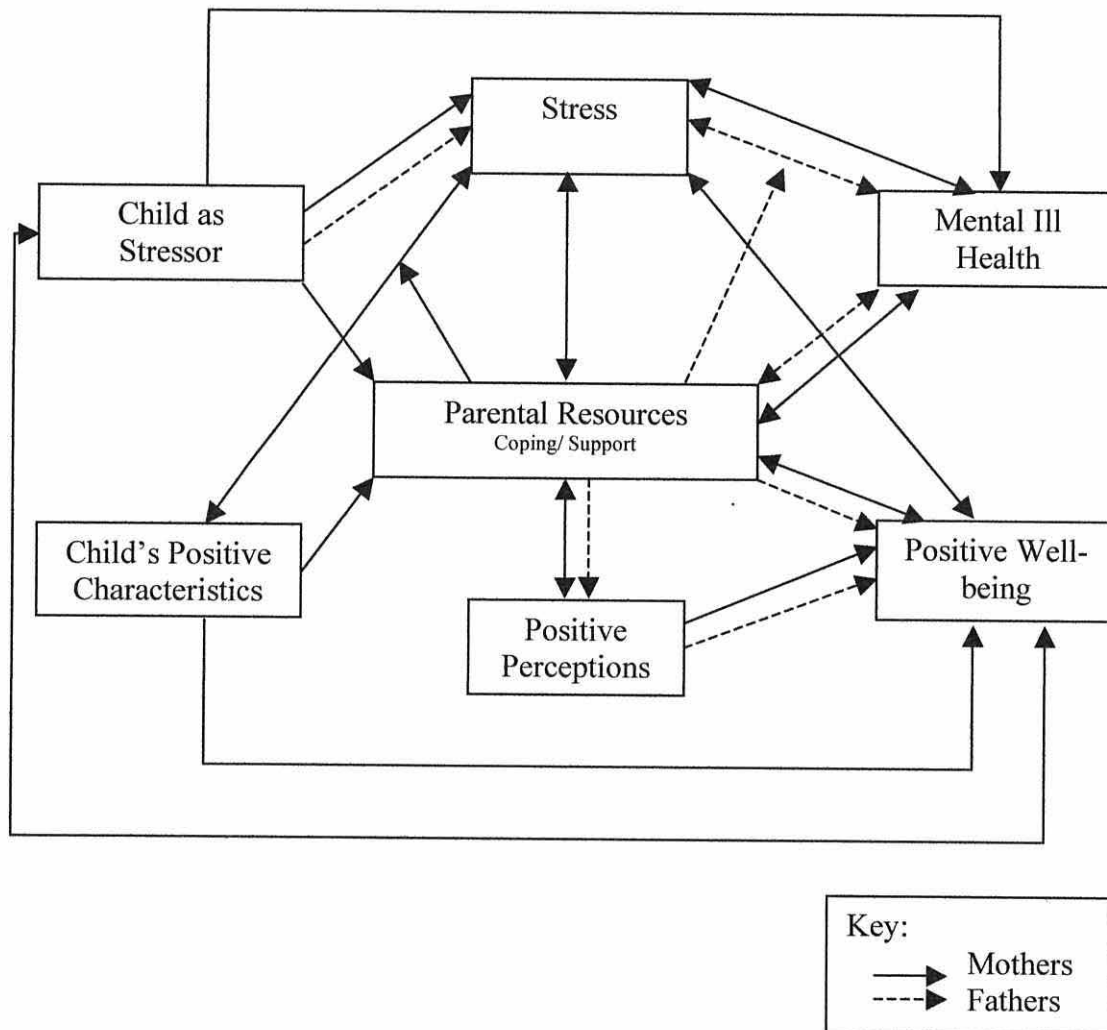 Stress
Child as
Stressor
Mental Ill
Health
Parental Resources
Coping/ Support
Child's Positive
Characteristics
Positive
Perceptions
Positive Well-
being
Key:
Mothers
Fathers